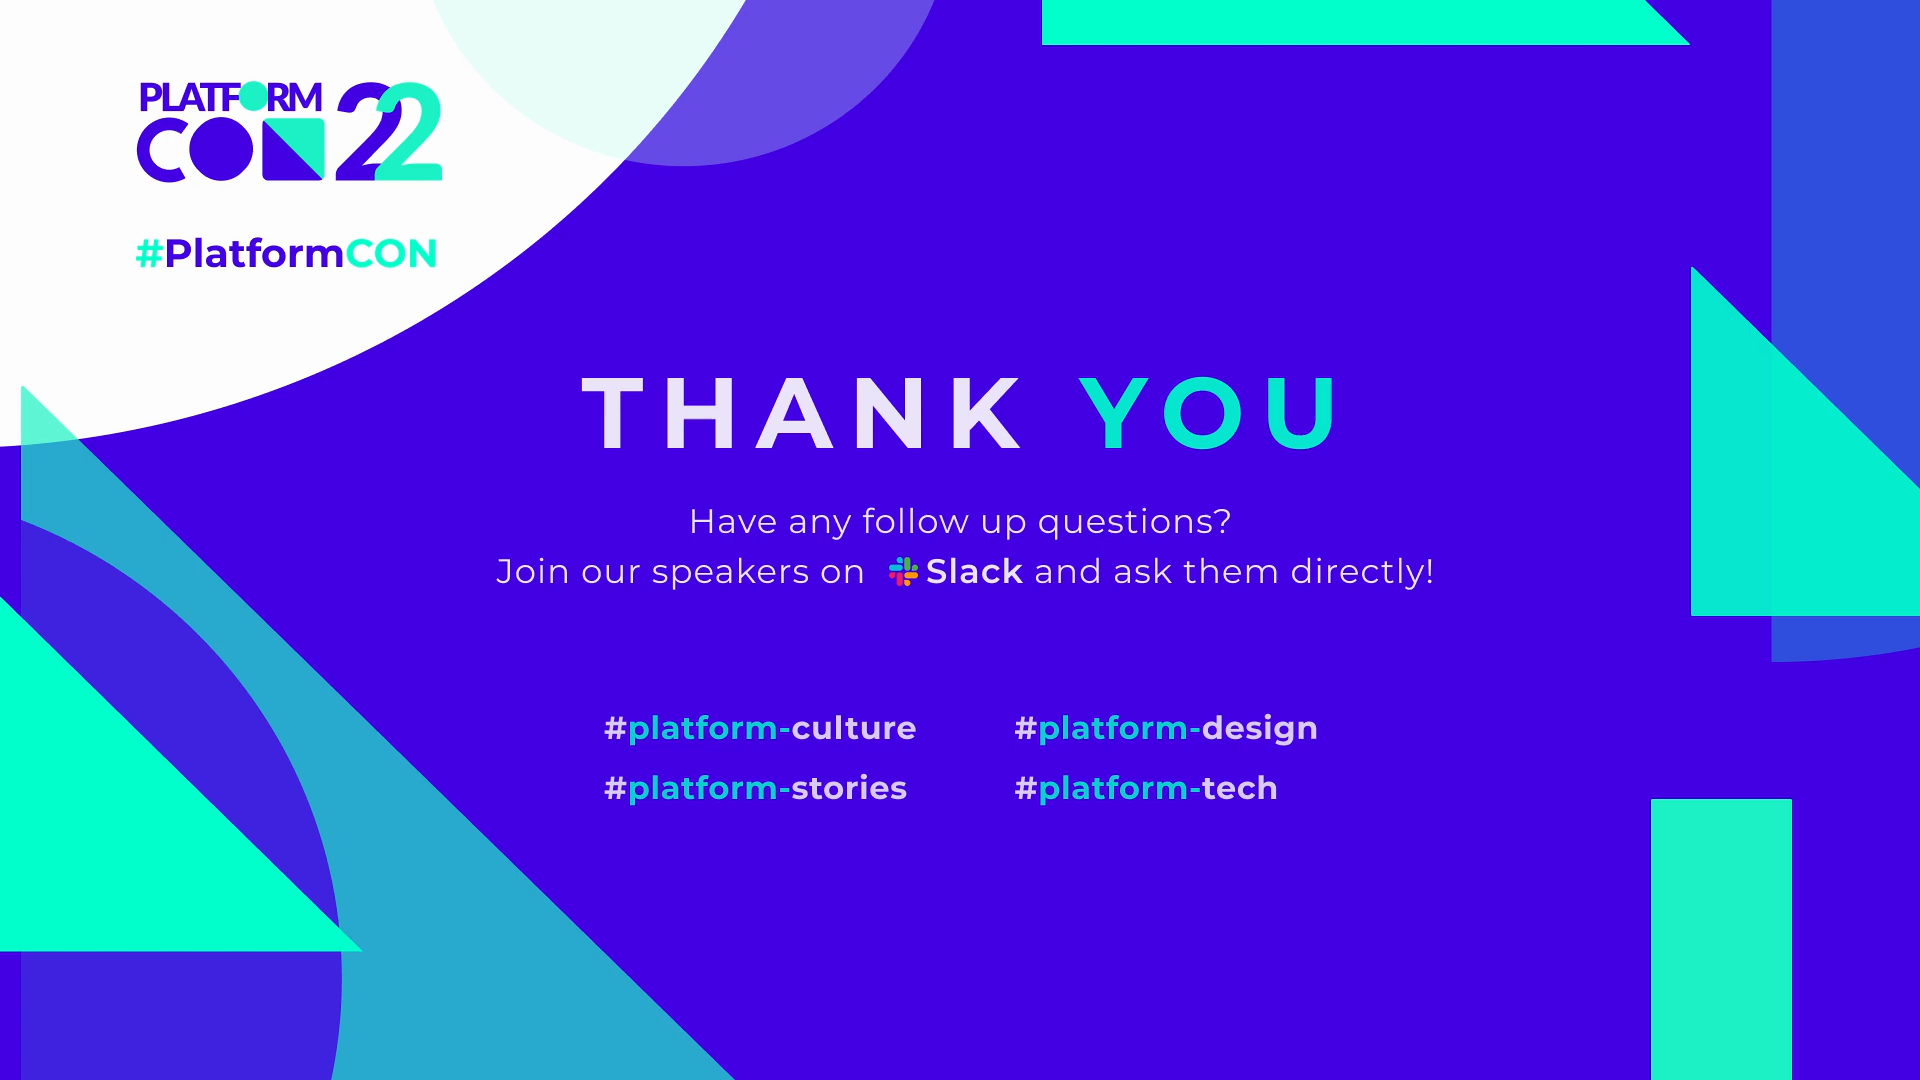 PLATFORM
CON 22
#PlatformCON
THANK YOU
Have any follow up questions?
Join our speakers on Slack and ask them directly!
#platform-culture
#platform-design
#platform-stories
#platform-tech